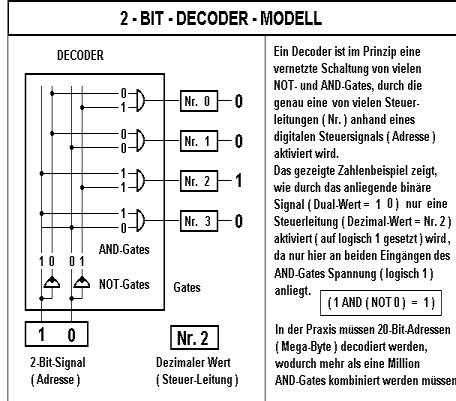 2 - BIT - DECODER - MODELL
DECODER
0
1
Nr. 0
0
0
0
Nr. 1
0
1
1
Nr. 2
1
1
0
Nr. 3
0
AND-Gates
1 0 0 1
NOT-Gates
Gates
1 0
Nr. 2
2-Bit-Signal
( Adresse )
Dezimaler Wert
( Steuer-Leitung )
Ein Decoder ist im Prinzip eine
vernetzte Schaltung von vielen
NOT- und AND-Gates, durch die
genau eine von vielen Steuer-
leitungen ( Nr. ) anhand eines
digitalen Steuersignals ( Adresse )
aktiviert wird.
Das gezeigte Zahlenbeispiel zeigt,
wie durch das anliegende binäre
Signal ( Dual-Wert = 1 0 ) nur eine
Steuerleitung ( Dezimal-Wert = Nr. 2 )
aktiviert ( auf logisch 1 gesetzt ) wird,
da nur hier an beiden Eingängen des
AND-Gates Spannung ( logisch 1 )
anliegt.
( 1 AND ( NOT 0 ) = 1 )
In der Praxis müssen 20-Bit-Adressen
( Mega-Byte ) decodiert werden,
wodurch mehr als eine Million
AND-Gates kombiniert werden müssen